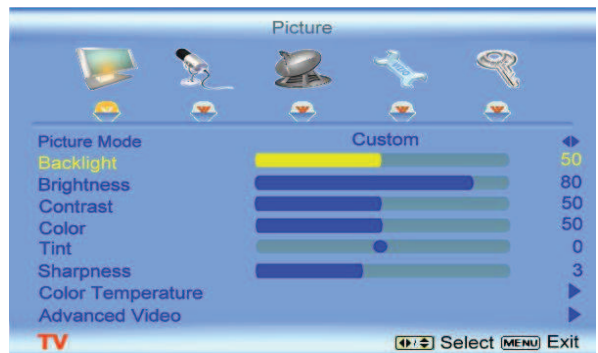 Picture
Picture Mode Custom
Backlight 50
Brightness 80
Contrast 50
Color 50
Tint 0
Sharpness 3
Color Temperature
Advanced Video
TV Select MENU Exit